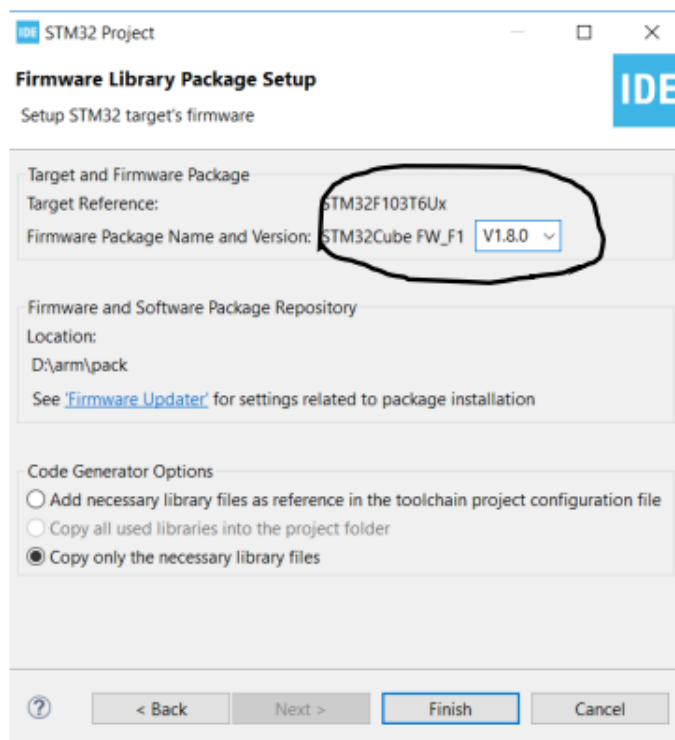 IDE STM32 Project
Firmware Library Package Setup
IDE
Setup STM32 target's firmware
Target and Firmware Package
Target Reference: STM32F103T6Ux
Firmware Package Name and Version: STM32Cube FW_F1 V1.8.0
Firmware and Software Package Repository
Location:
D:\arm\pack
See 'Firmware Updater' for settings related to package installation
Code Generator Options
Add necessary library files as reference in the toolchain project configuration file
Copy all used libraries into the project folder
Copy only the necessary library files
? < Back Next > Finish Cancel